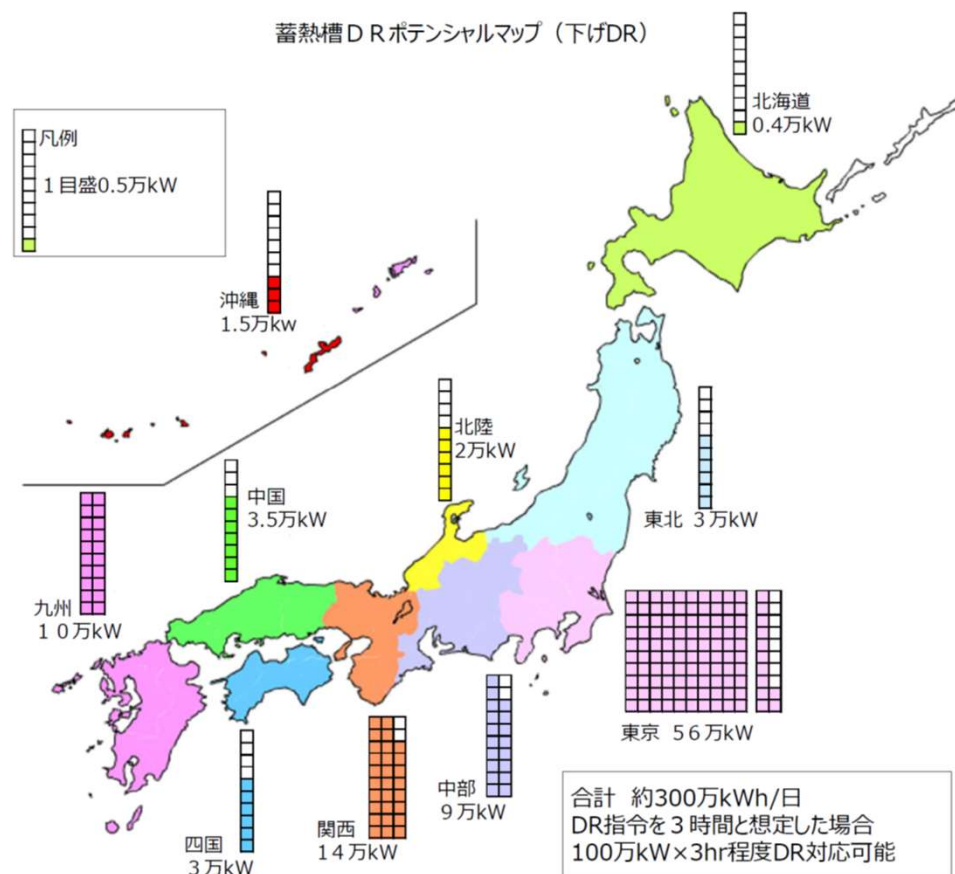 蓄熱槽ＤＲポテンシャルマップ（下げDR）
凡例
１目盛0.5万kW
北海道
0.4万kW
沖縄
1.5万kw
北陸
2万kW
中国
3.5万kW
東北 3万kW
九州
１０万kW
東京 5６万kW
中部
9万kW
関西
14万kW
四国
3万kW
合計 約300万kWh/日
DR指令を３時間と想定した場合
100万kW×3hr程度DR対応可能